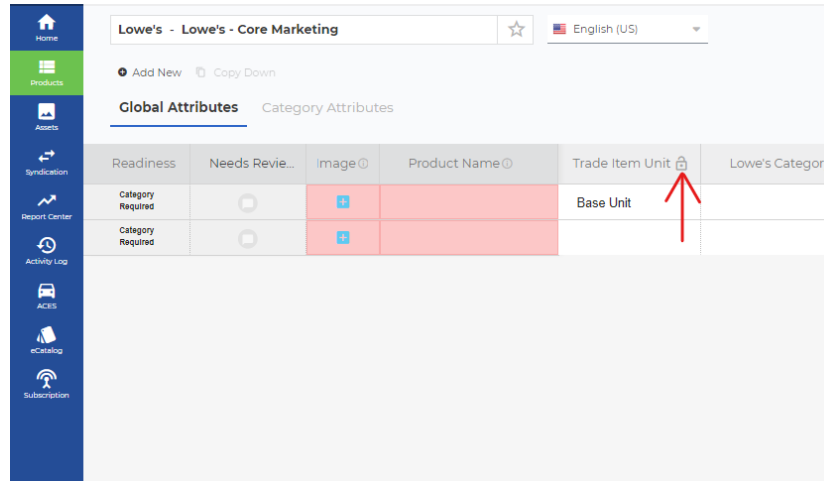 Home
Products
Assets
Syndication
Report Center
Activity Log
ACES
eCatalog
Subscription
Lowe's - Lowe's - Core Marketing
English (US)
Add New Copy Down
Global Attributes Category Attributes
Readiness Needs Revie... Image Product Name Trade Item Unit Lowe's Categor
Category
Required
Base Unit
Category
Required